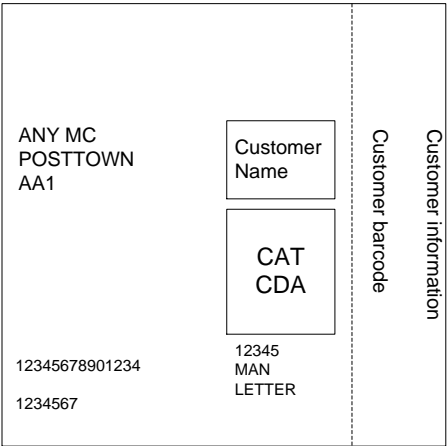 ANY MC
POSTTOWN
AA1
Customer
Name
CAT
CDA
12345678901234
1234567
12345
MAN
LETTER
Customer barcode
Customer information